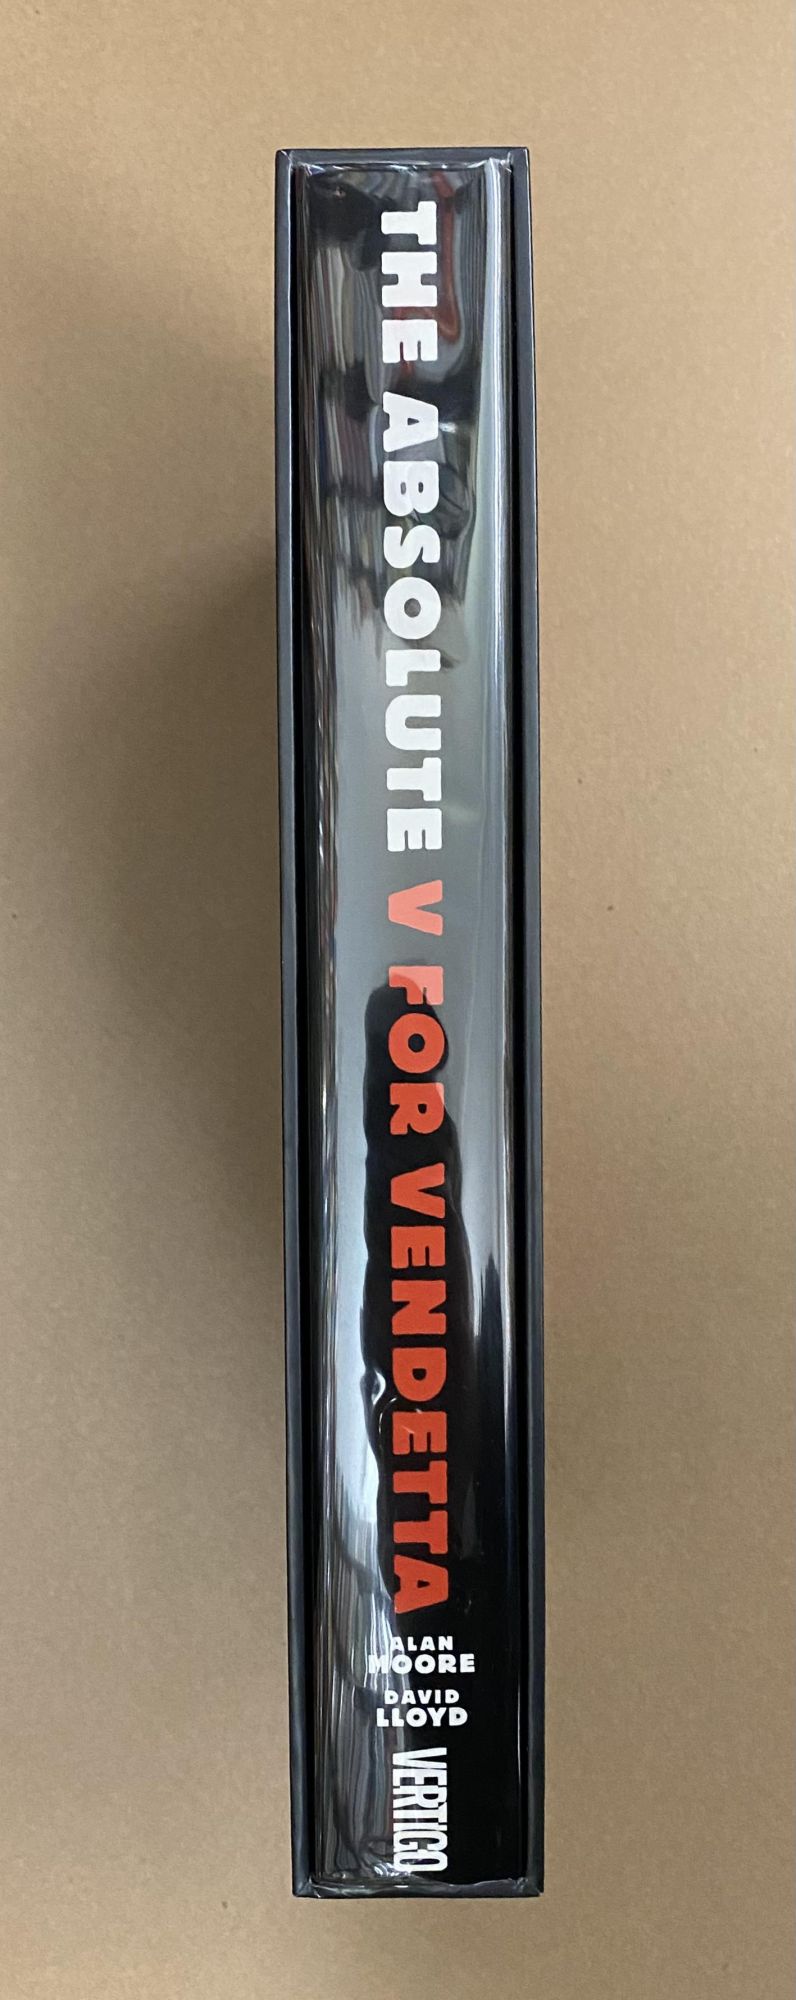 THE ABSOLUTE V FOR VENDETTA
ALAN
MOORE
DAVID
LLOYD
VERTIGO